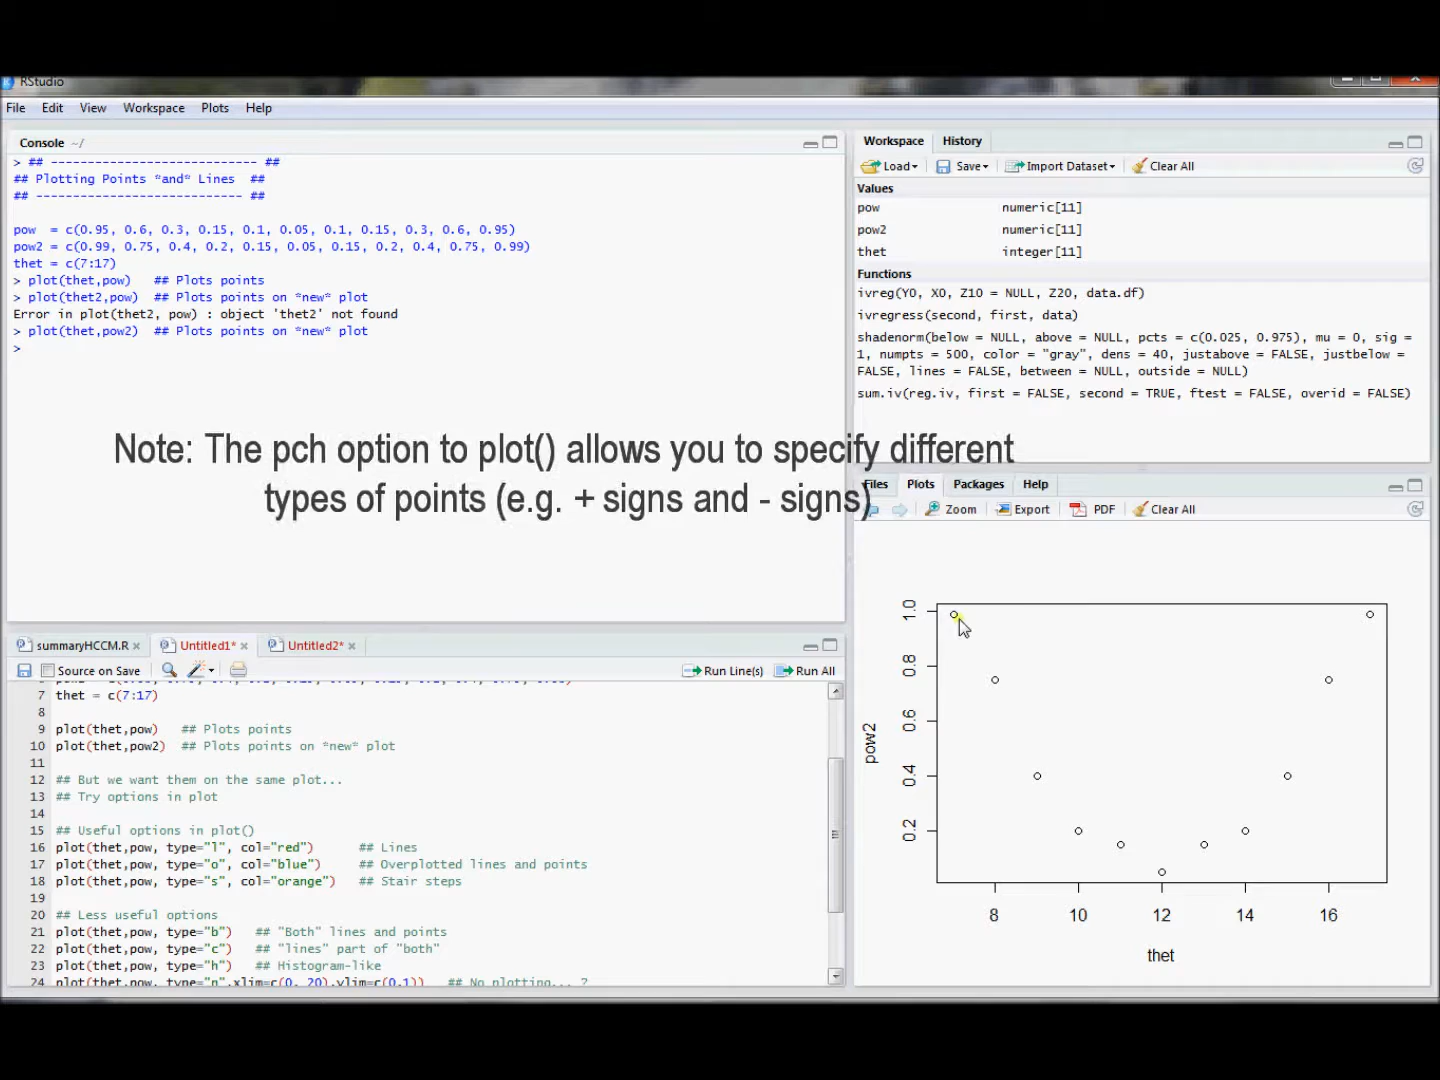 RStudio
File Edit View Workspace Plots Help
Console ~/
> ## ---------------------------- ##
## Plotting Points *and* Lines ##
## ---------------------------- ##
pow = c(0.95, 0.6, 0.3, 0.15, 0.1, 0.05, 0.1, 0.15, 0.3, 0.6, 0.95)
pow2 = c(0.99, 0.75, 0.4, 0.2, 0.15, 0.05, 0.15, 0.2, 0.4, 0.75, 0.99)
thet = c(7:17)
> plot(thet,pow) ## Plots points
> plot(thet2,pow) ## Plots points on *new* plot
Error in plot(thet2, pow) : object 'thet2' not found
> plot(thet,pow2) ## Plots points on *new* plot
>
Note: The pch option to plot() allows you to specify different
types of points (e.g. + signs and - signs)
Workspace History
Load Save Import Dataset Clear All
Values
pow numeric[11]
pow2 numeric[11]
thet integer[11]
Functions
ivreg(Y0, X0, Z10 = NULL, Z20, data.df)
ivregress(second, first, data)
shadenorm(below = NULL, above = NULL, pcts = c(0.025, 0.975), mu = 0, sig =
1, numpts = 500, color = "gray", dens = 40, justabove = FALSE, justbelow =
FALSE, lines = FALSE, between = NULL, outside = NULL)
sum.iv(reg.iv, first = FALSE, second = TRUE, ftest = FALSE, overid = FALSE)
Files Plots Packages Help
Zoom Export PDF Clear All
pow2
1.0
0.8
0.6
0.4
0.2
8 10 12 14 16
thet
summaryHCCM.R Untitled1* Untitled2*
Source on Save Run Line(s) Run All
7 thet = c(7:17)
8
9 plot(thet,pow) ## Plots points
10 plot(thet,pow2) ## Plots points on *new* plot
11
12 ## But we want them on the same plot...
13 ## Try options in plot
14
15 ## Useful options in plot()
16 plot(thet,pow, type="l", col="red") ## Lines
17 plot(thet,pow, type="o", col="blue") ## Overplotted lines and points
18 plot(thet,pow, type="s", col="orange") ## Stair steps
19
20 ## Less useful options
21 plot(thet,pow, type="b") ## "Both" lines and points
22 plot(thet,pow, type="c") ## "lines" part of "both"
23 plot(thet,pow, type="h") ## Histogram-like
24 plot(thet,pow, type="n",xlim=c(0, 20),ylim=c(0,1)) ## No plotting... ?